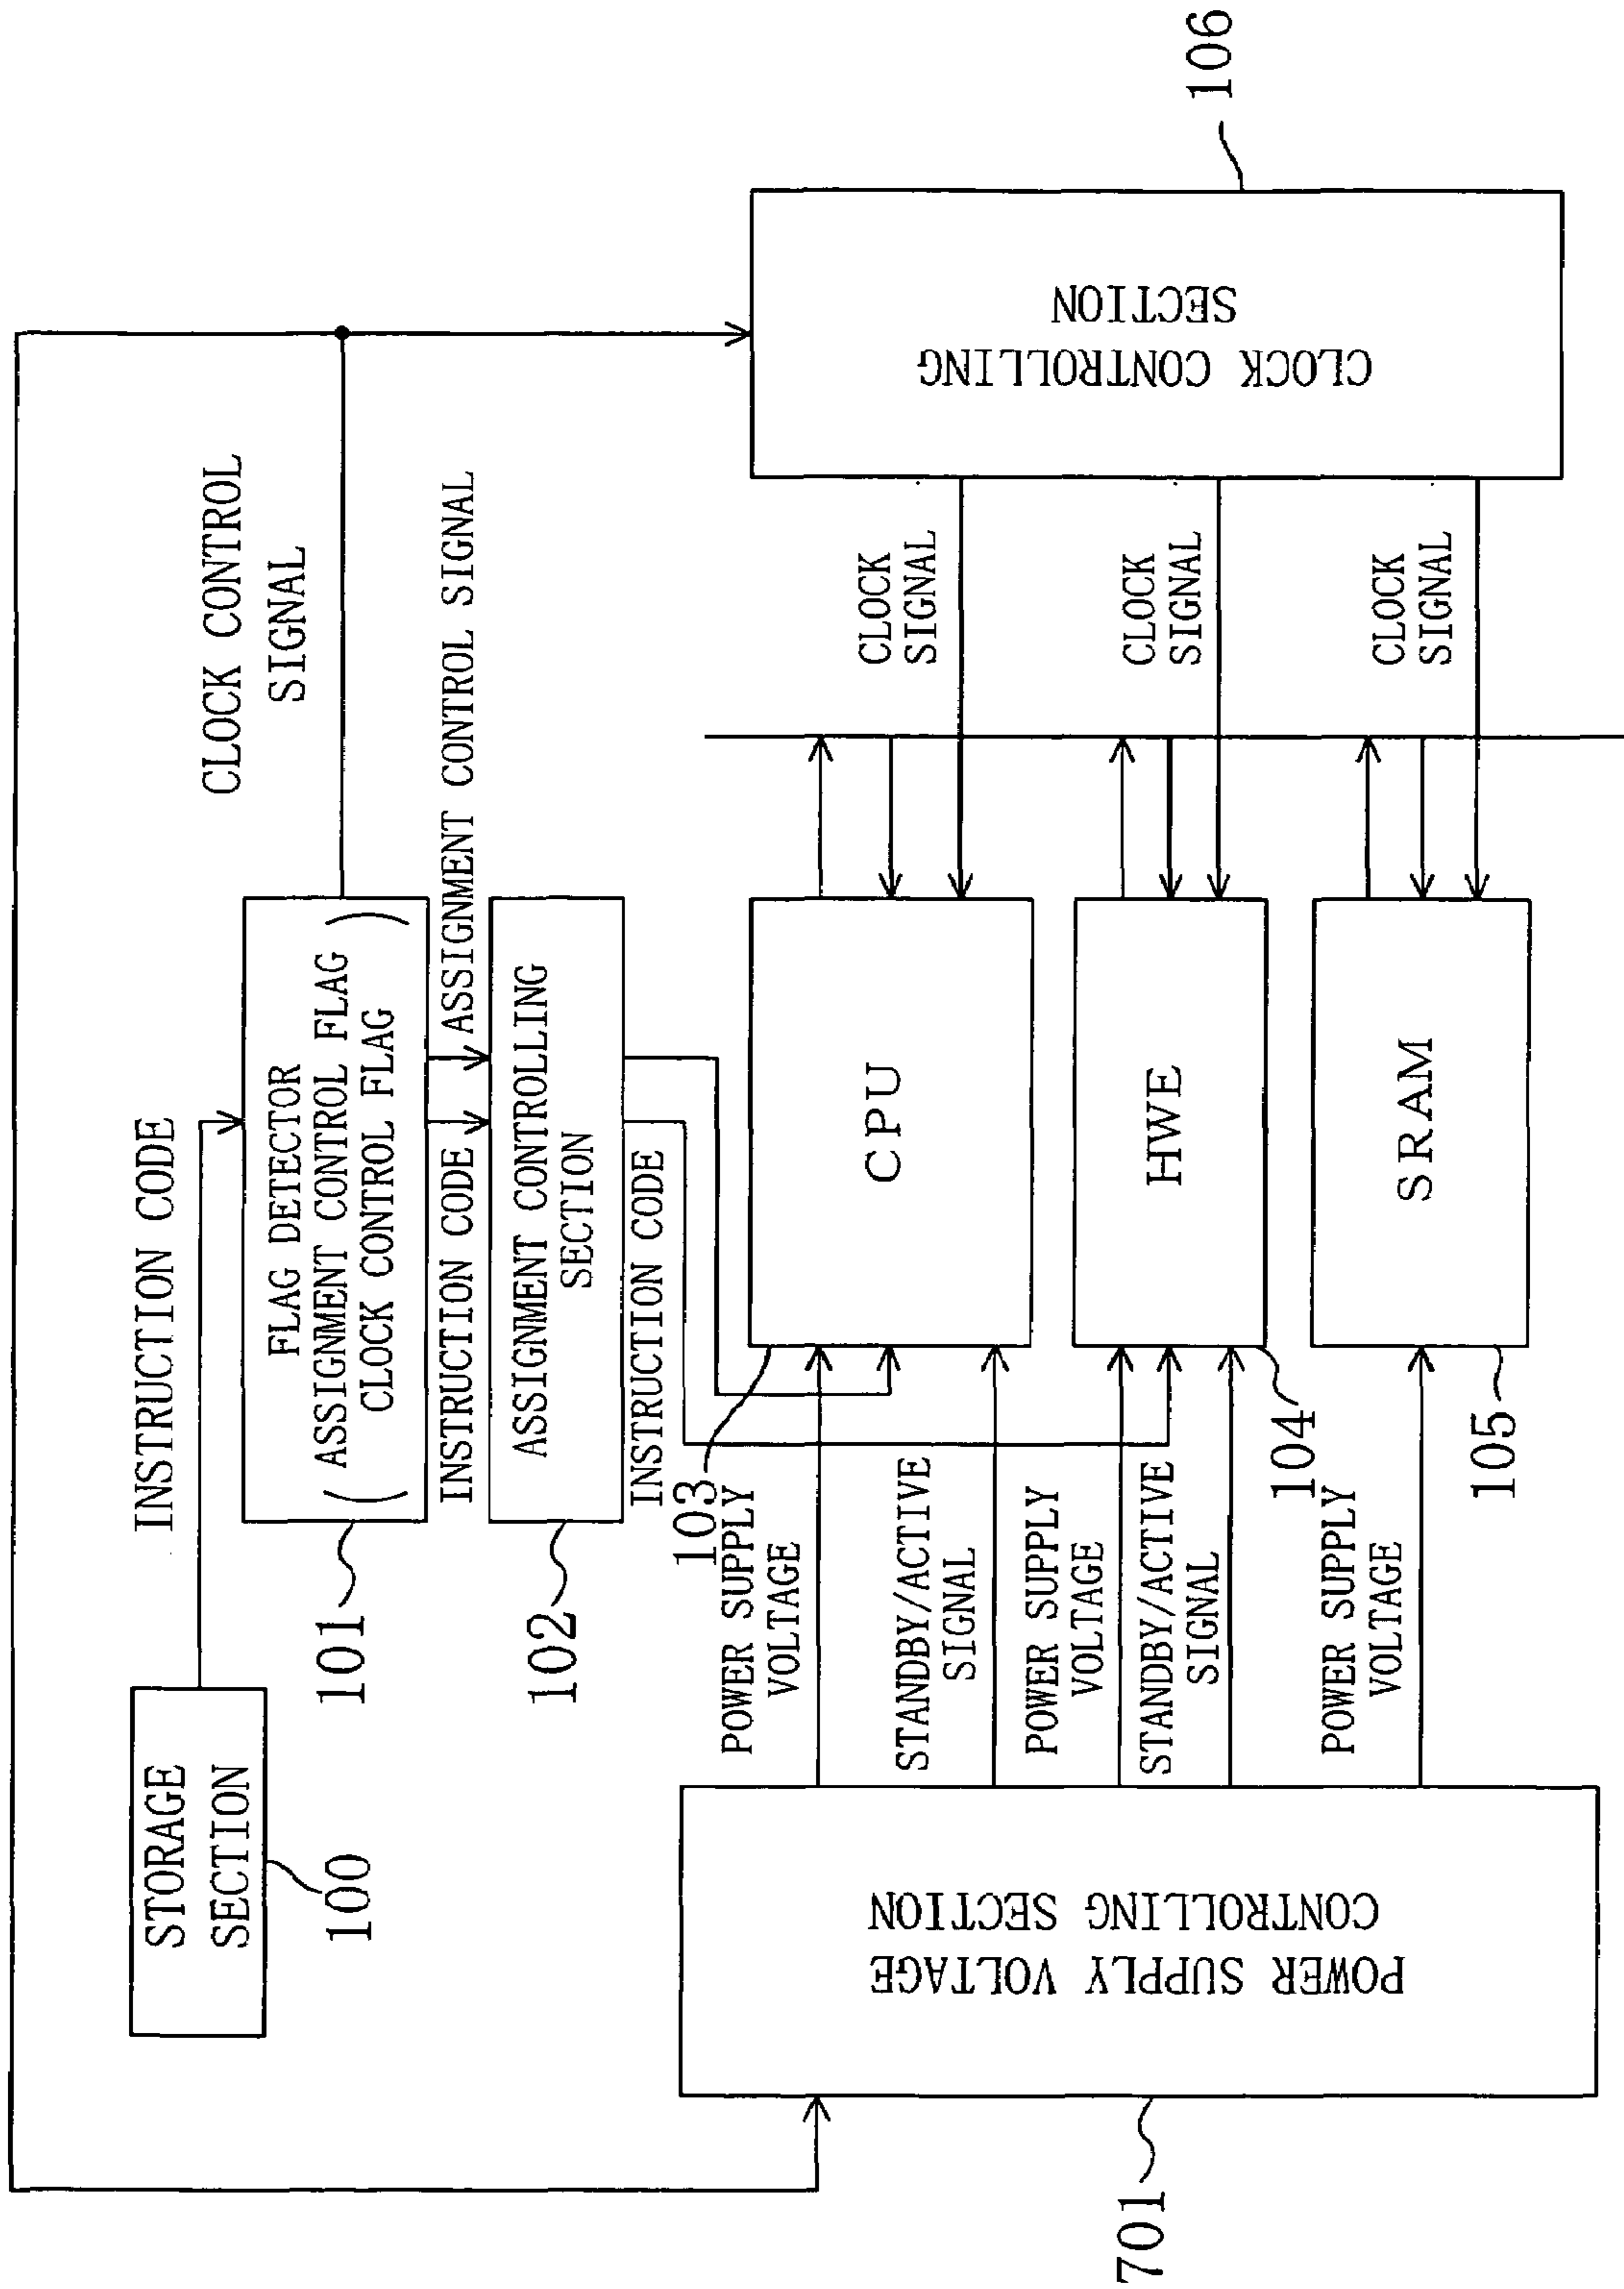 STORAGE
SECTION
100
INSTRUCTION CODE
FLAG DETECTOR
(ASSIGNMENT CONTROL FLAG)
CLOCK CONTROL FLAG
101
CLOCK CONTROL
SIGNAL
INSTRUCTION CODE
ASSIGNMENT CONTROL SIGNAL
ASSIGNMENT CONTROLLING
SECTION
102
INSTRUCTION CODE
103
CPU
HWE
104
SRAM
105
POWER SUPPLY
VOLTAGE
STANDBY/ACTIVE
SIGNAL
POWER SUPPLY
VOLTAGE
STANDBY/ACTIVE
SIGNAL
POWER SUPPLY
VOLTAGE
POWER SUPPLY VOLTAGE
CONTROLLING SECTION
701
CLOCK
SIGNAL
CLOCK
SIGNAL
CLOCK
SIGNAL
CLOCK CONTROLLING
SECTION
106